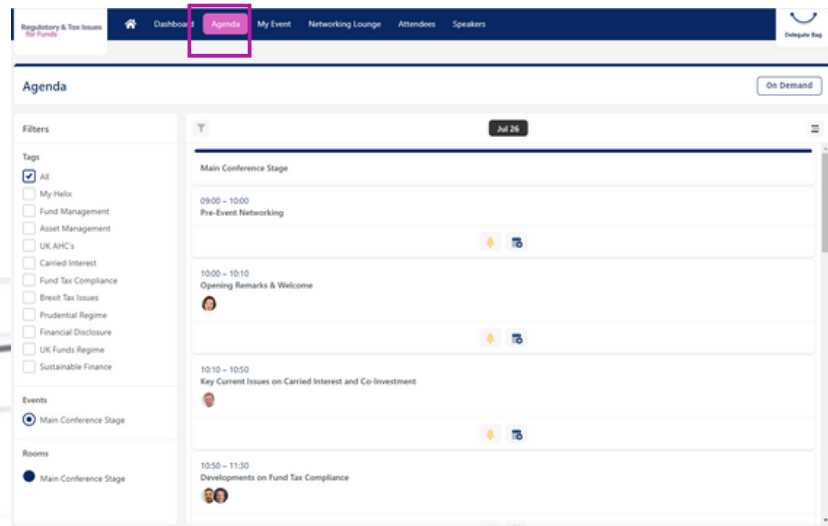 Regulatory & Tax Issues
for Funds
Dashboard
Agenda
My Event
Networking Lounge
Attendees
Speakers
Delegate Bag
Agenda
On Demand
Filters
Jul 26
Tags
All
My Helix
Fund Management
Asset Management
UK AHC's
Carried Interest
Fund Tax Compliance
Brexit Tax Issues
Prudential Regime
Financial Disclosure
UK Funds Regime
Sustainable Finance
Events
Main Conference Stage
Rooms
Main Conference Stage
Main Conference Stage
09:00 – 10:00
Pre-Event Networking
10:00 – 10:10
Opening Remarks & Welcome
10:10 – 10:50
Key Current Issues on Carried Interest and Co-Investment
10:50 – 11:30
Developments on Fund Tax Compliance